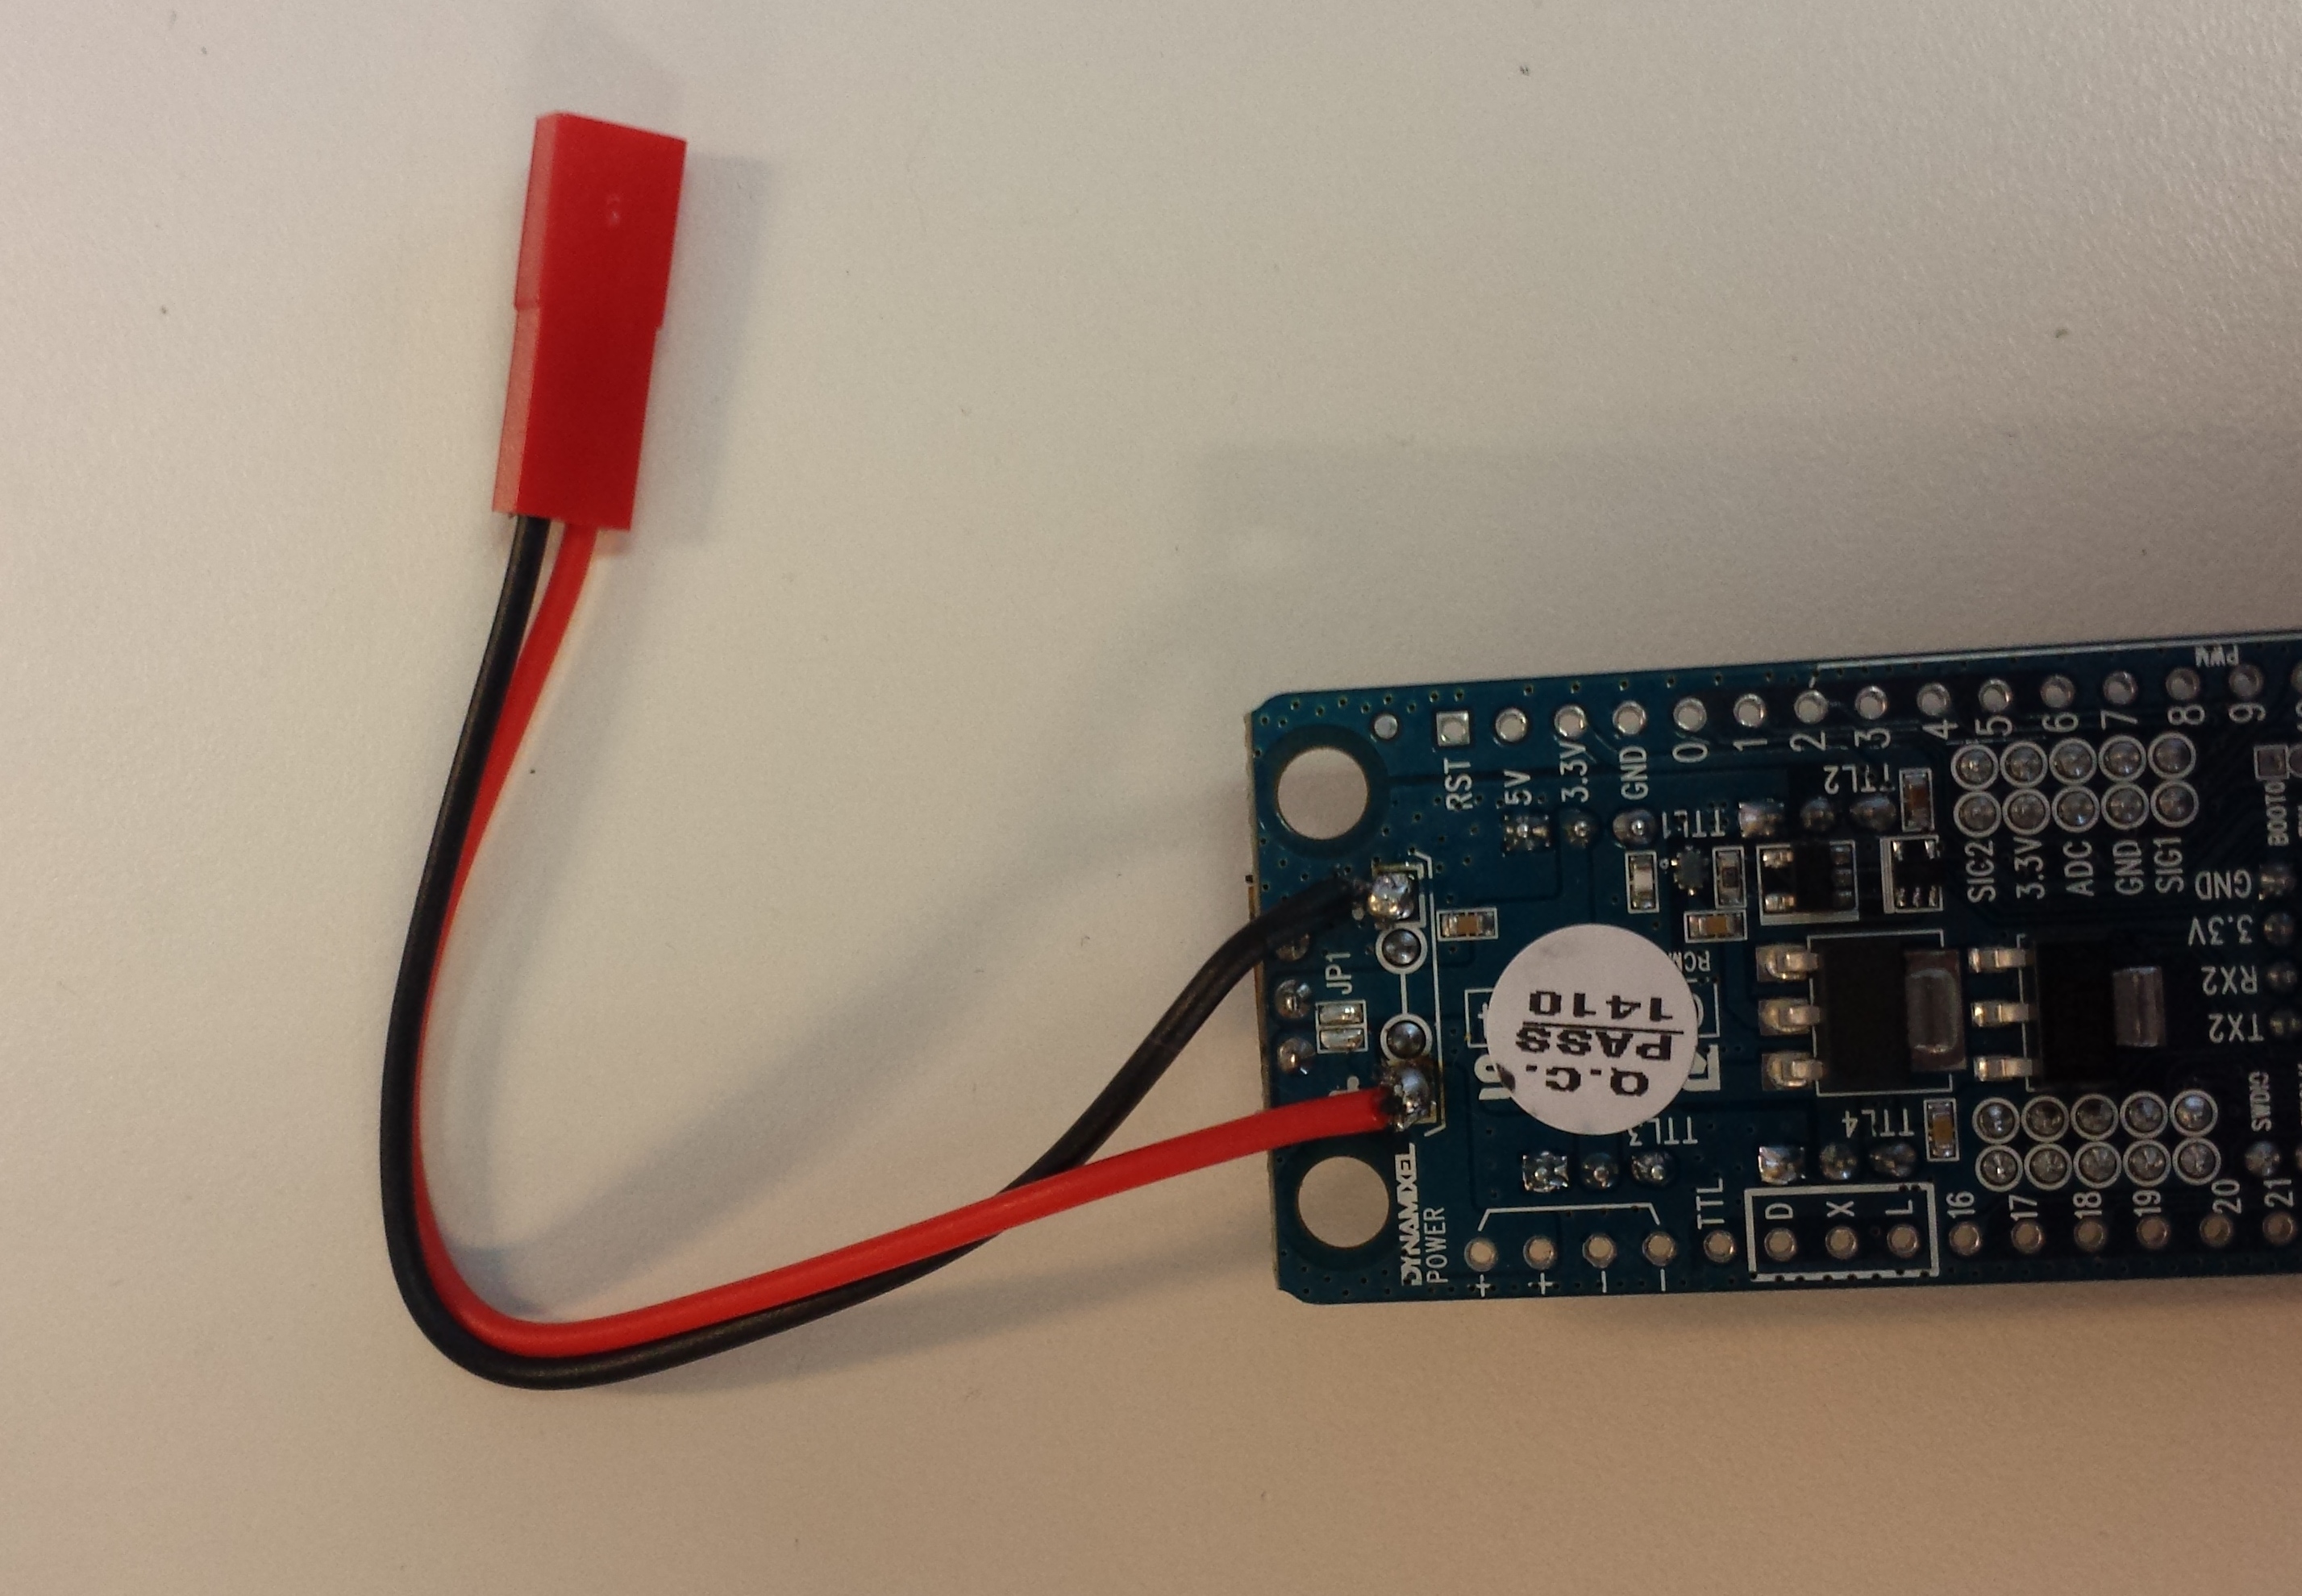 PWM
RST
5V
3.3V
GND
0
1
2
3
4
5
6
7
8
9
TTL1
TTL2
SIG2
3.3V
ADC
GND
SIG1
BOOT0
GND
3.3V
RX2
TX2
SWDIO
JP1
Q.C.
PASS
1410
TTL3
TTL4
DYNAMIXEL
POWER
+
+
-
-
TTL
D
X
L
16
17
18
19
20
21